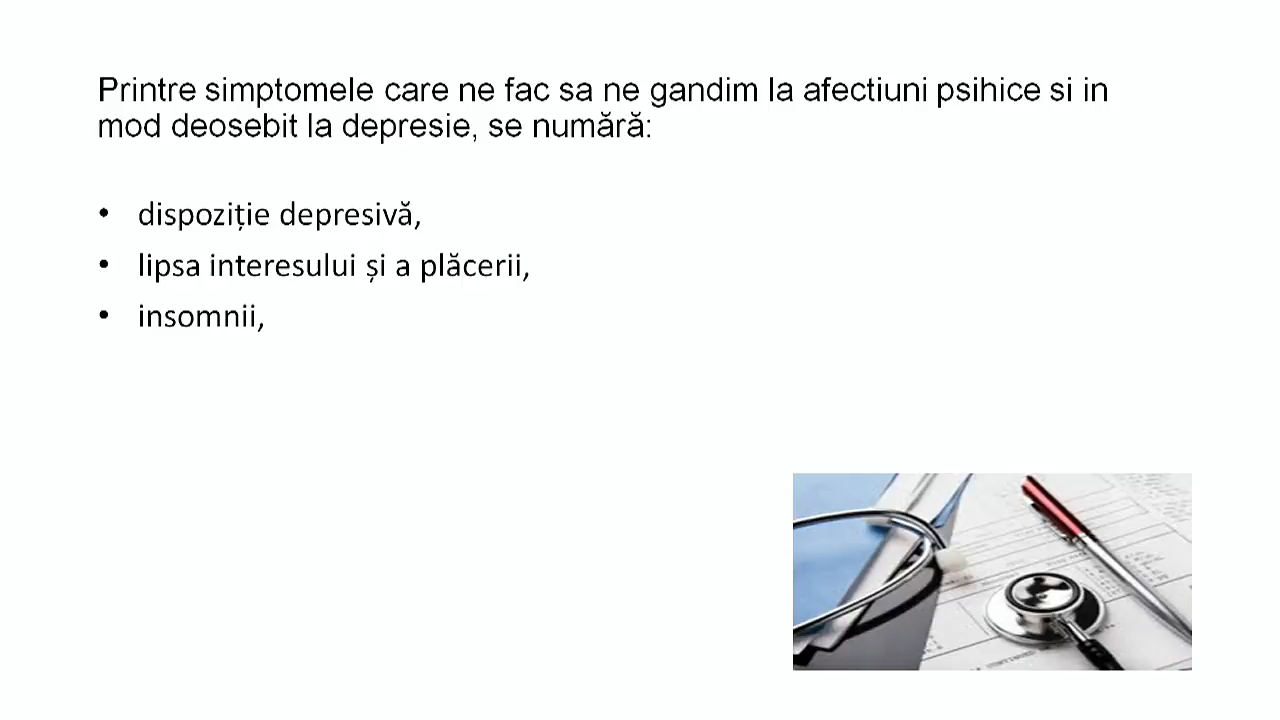 Printre simptomele care ne fac sa ne gandim la afectiuni psihice si in
mod deosebit la depresie, se numără:
• dispoziție depresivă,
• lipsa interesului și a plăcerii,
• insomnii,